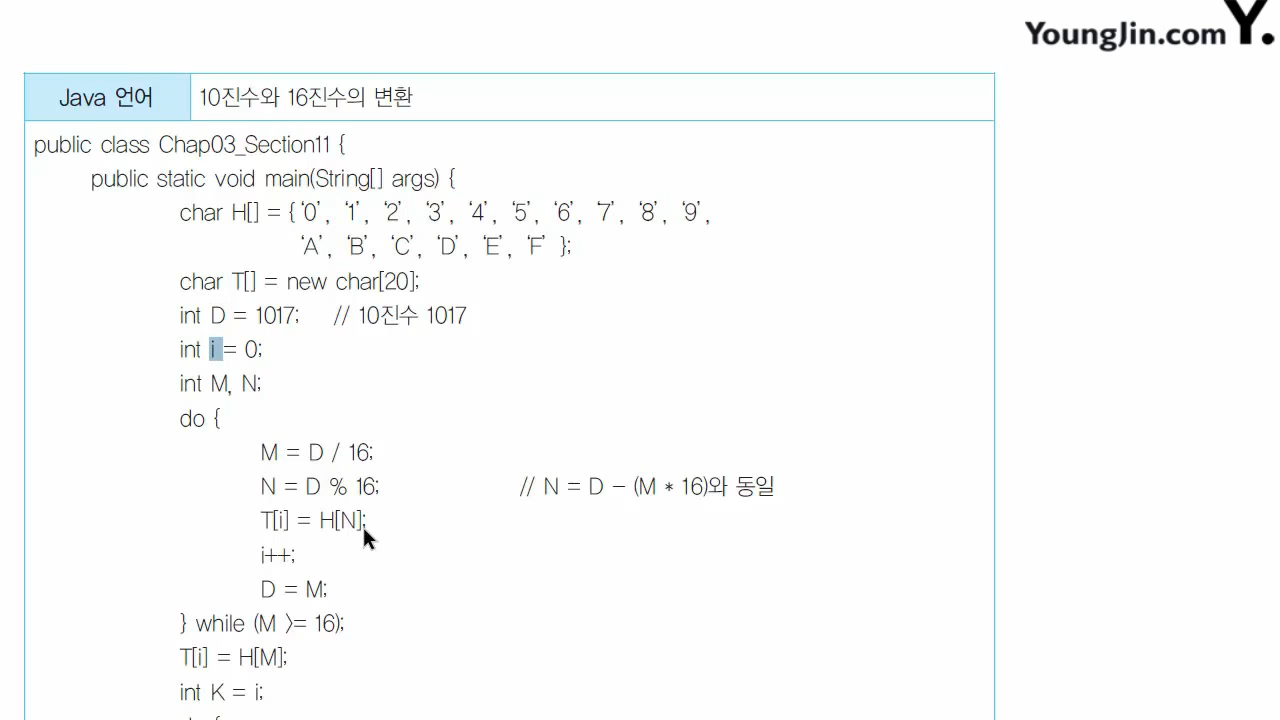 YoungJin.com Y.
Java 언어 10진수와 16진수의 변환
public class Chap03_Section11 {
public static void main(String[] args) {
char H[] = {‘0’, ‘1’, ‘2’, ‘3’, ‘4’, ‘5’, ‘6’, ‘7’, ‘8’, ‘9’,
‘A’, ‘B’, ‘C’, ‘D’, ‘E’, ‘F’ };
char T[] = new char[20];
int D = 1017; // 10진수 1017
int i = 0;
int M, N;
do {
M = D / 16;
N = D % 16; // N = D - (M * 16)와 동일
T[i] = H[N];
i++;
D = M;
} while (M >= 16);
T[i] = H[M];
int K = i;